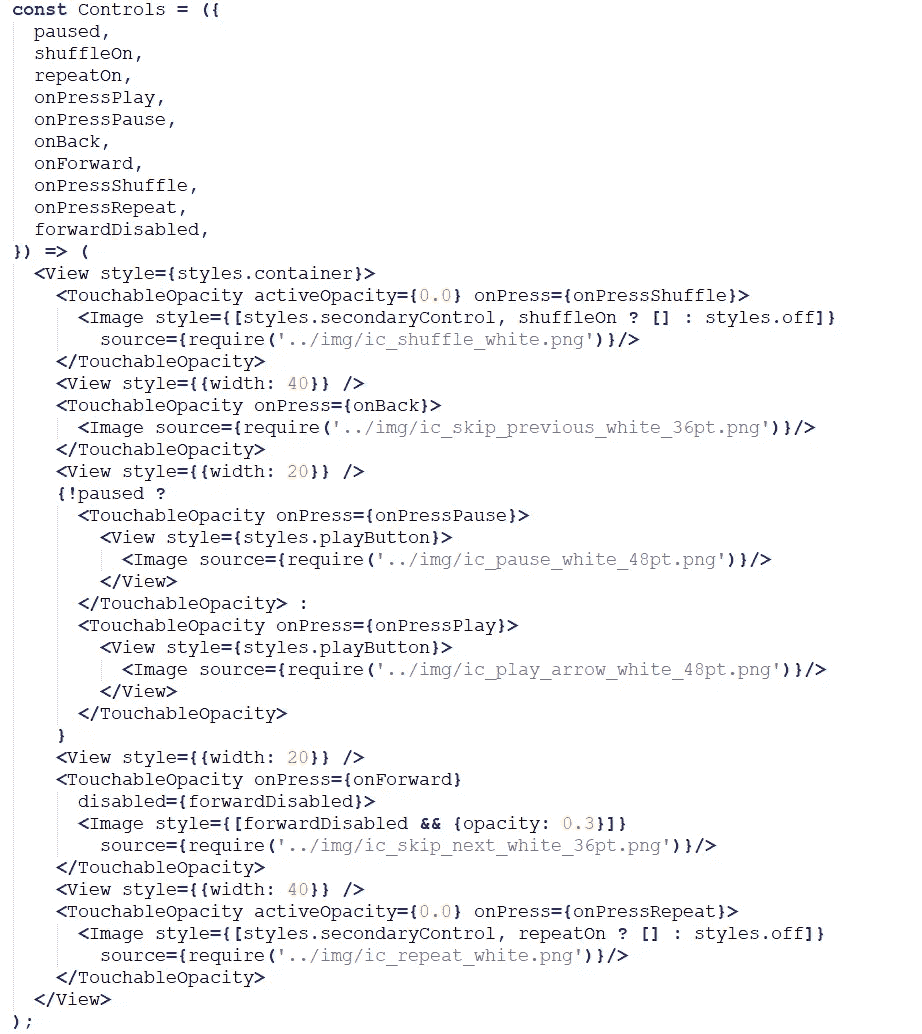 const Controls = ({
  paused,
  shuffleOn,
  repeatOn,
  onPressPlay,
  onPressPause,
  onBack,
  onForward,
  onPressShuffle,
  onPressRepeat,
  forwardDisabled,
}) => (
  <View style={styles.container}>
    <TouchableOpacity activeOpacity={0.0} onPress={onPressShuffle}>
      <Image style={[styles.secondaryControl, shuffleOn ? [] : styles.off]}
        source={require('../img/ic_shuffle_white.png')}/>
    </TouchableOpacity>
    <View style={{width: 40}} />
    <TouchableOpacity onPress={onBack}>
      <Image source={require('../img/ic_skip_previous_white_36pt.png')}/>
    </TouchableOpacity>
    <View style={{width: 20}} />
    {!paused ?
      <TouchableOpacity onPress={onPressPause}>
        <View style={styles.playButton}>
          <Image source={require('../img/ic_pause_white_48pt.png')}/>
        </View>
      </TouchableOpacity> :
      <TouchableOpacity onPress={onPressPlay}>
        <View style={styles.playButton}>
          <Image source={require('../img/ic_play_arrow_white_48pt.png')}/>
        </View>
      </TouchableOpacity>
    }
    <View style={{width: 20}} />
    <TouchableOpacity onPress={onForward}
      disabled={forwardDisabled}>
      <Image style={[forwardDisabled && {opacity: 0.3}]}
        source={require('../img/ic_skip_next_white_36pt.png')}/>
    </TouchableOpacity>
    <View style={{width: 40}} />
    <TouchableOpacity activeOpacity={0.0} onPress={onPressRepeat}>
      <Image style={[styles.secondaryControl, repeatOn ? [] : styles.off]}
        source={require('../img/ic_repeat_white.png')}/>
    </TouchableOpacity>
  </View>
);